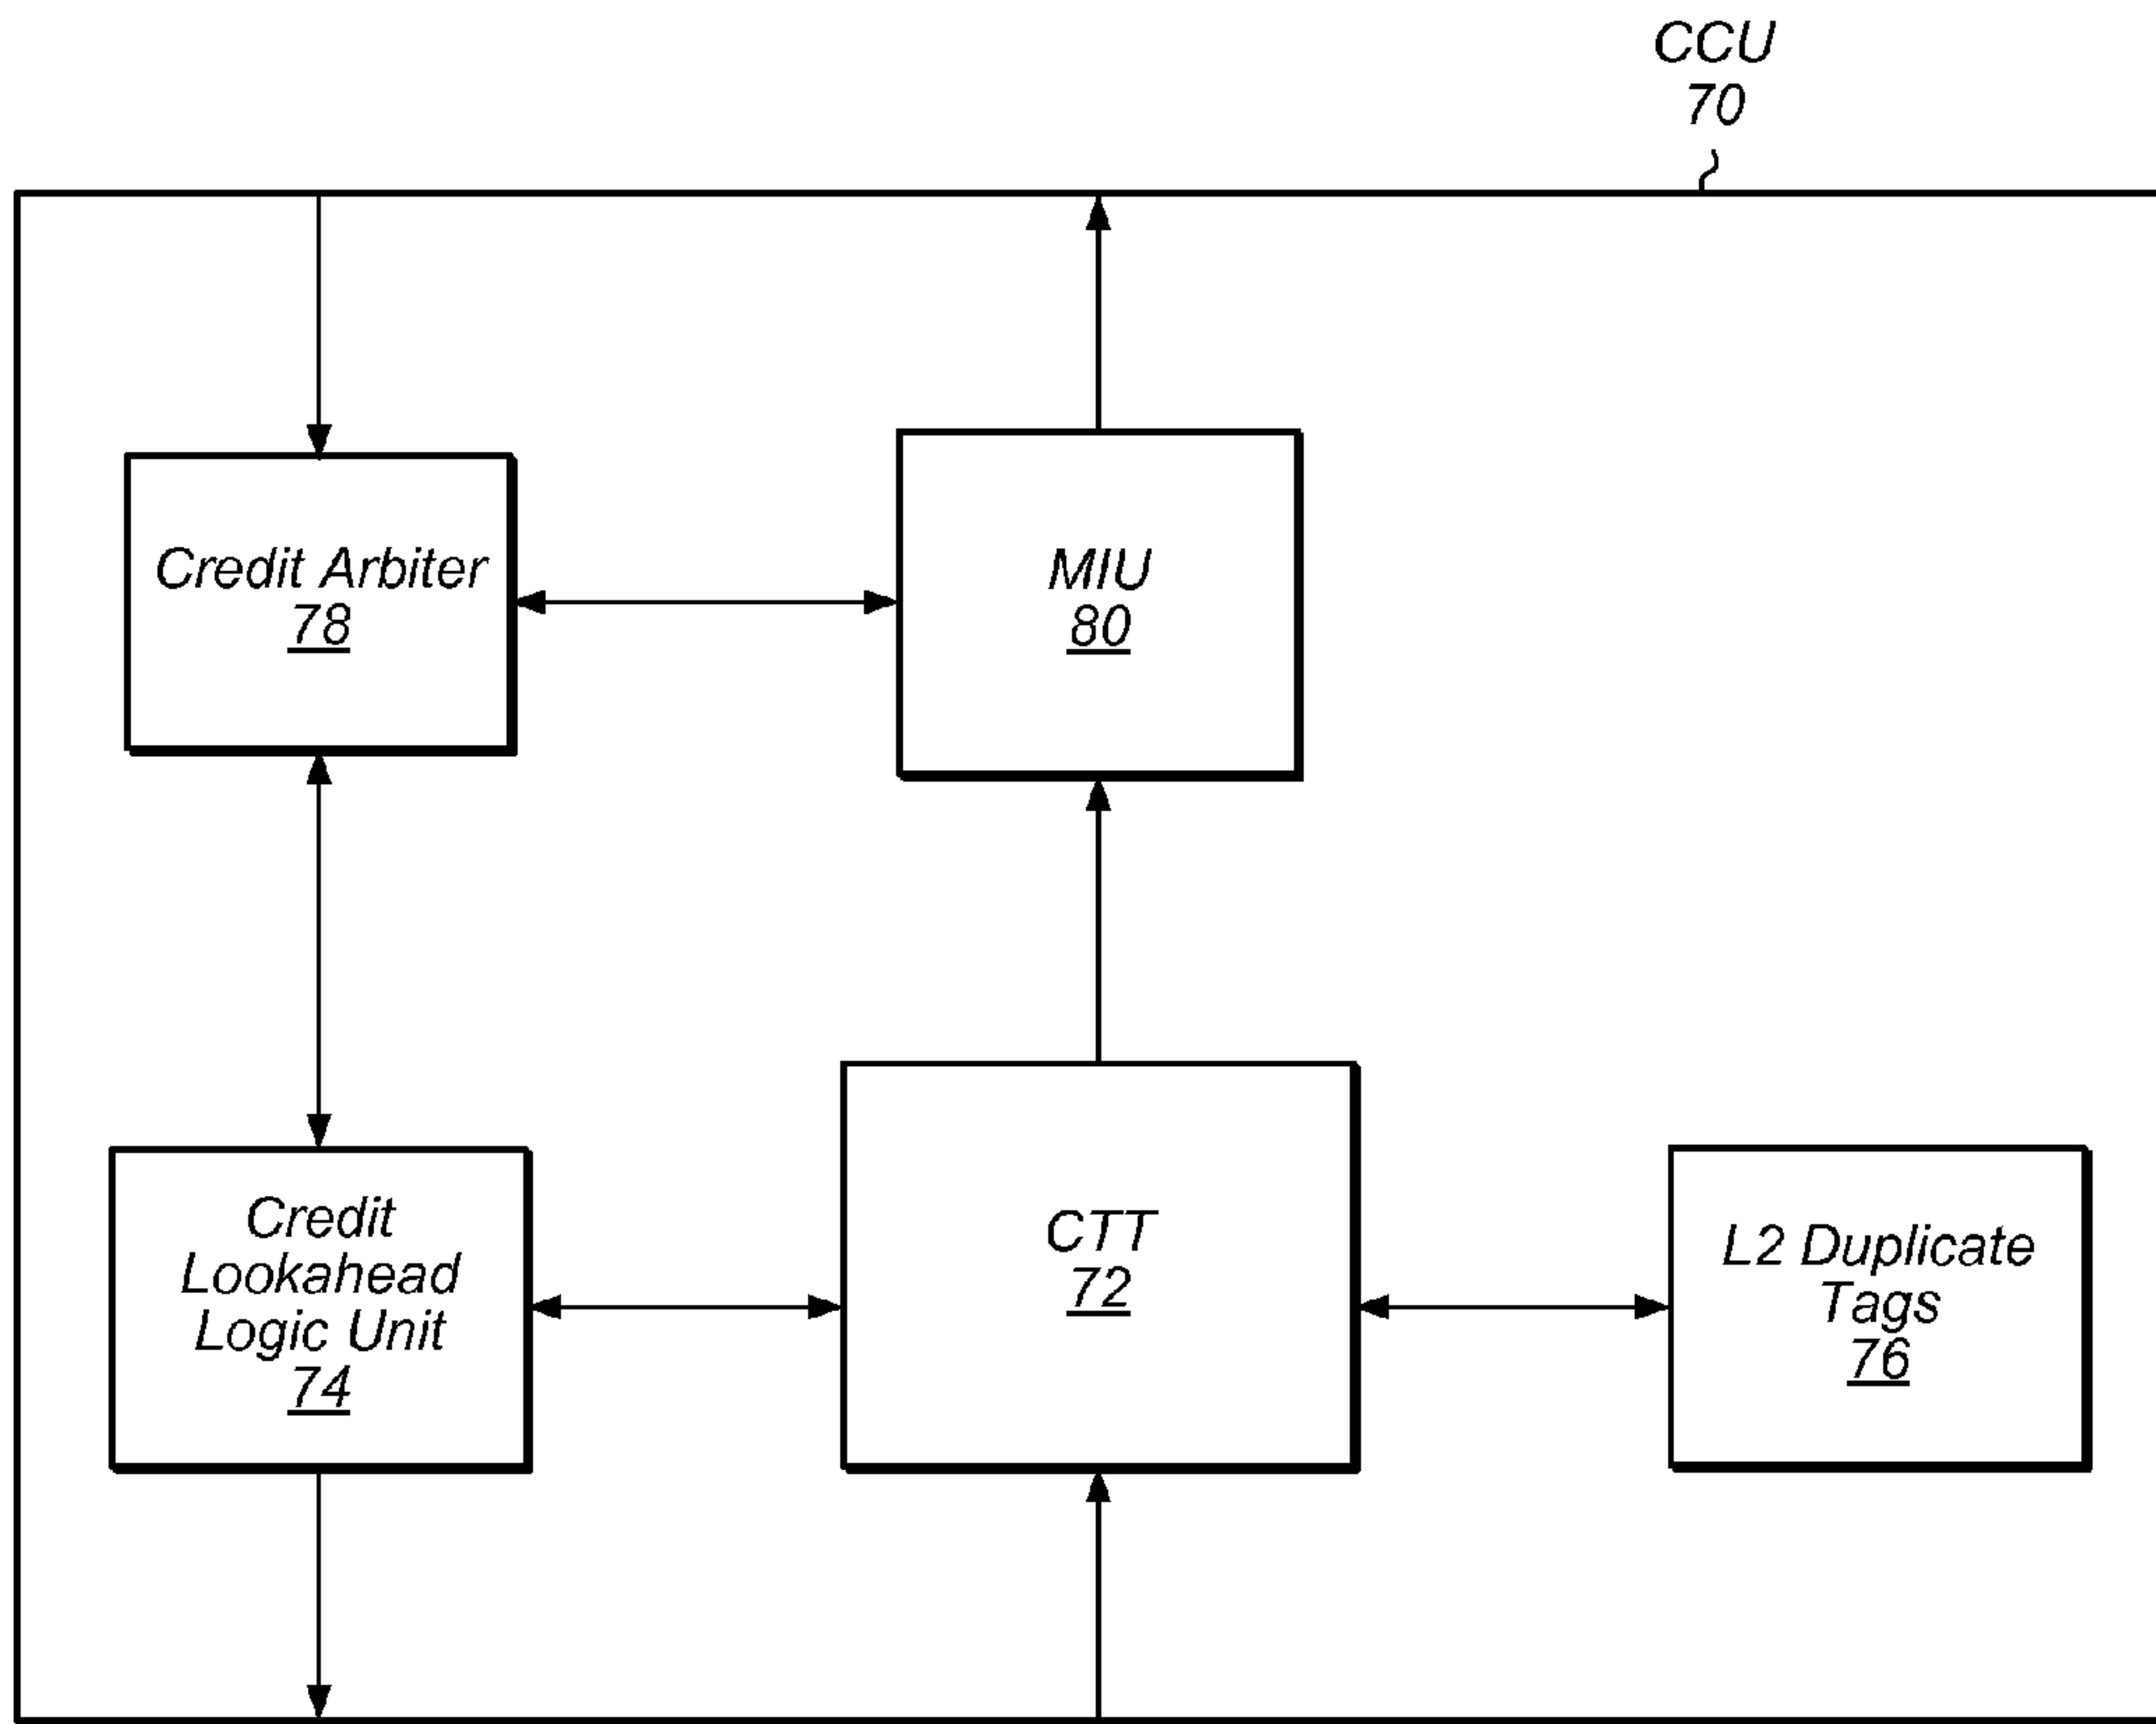 CCU
70
Credit Arbiter
78
MIU
80
Credit
Lookahead
Logic Unit
74
CTT
72
L2 Duplicate
Tags
76